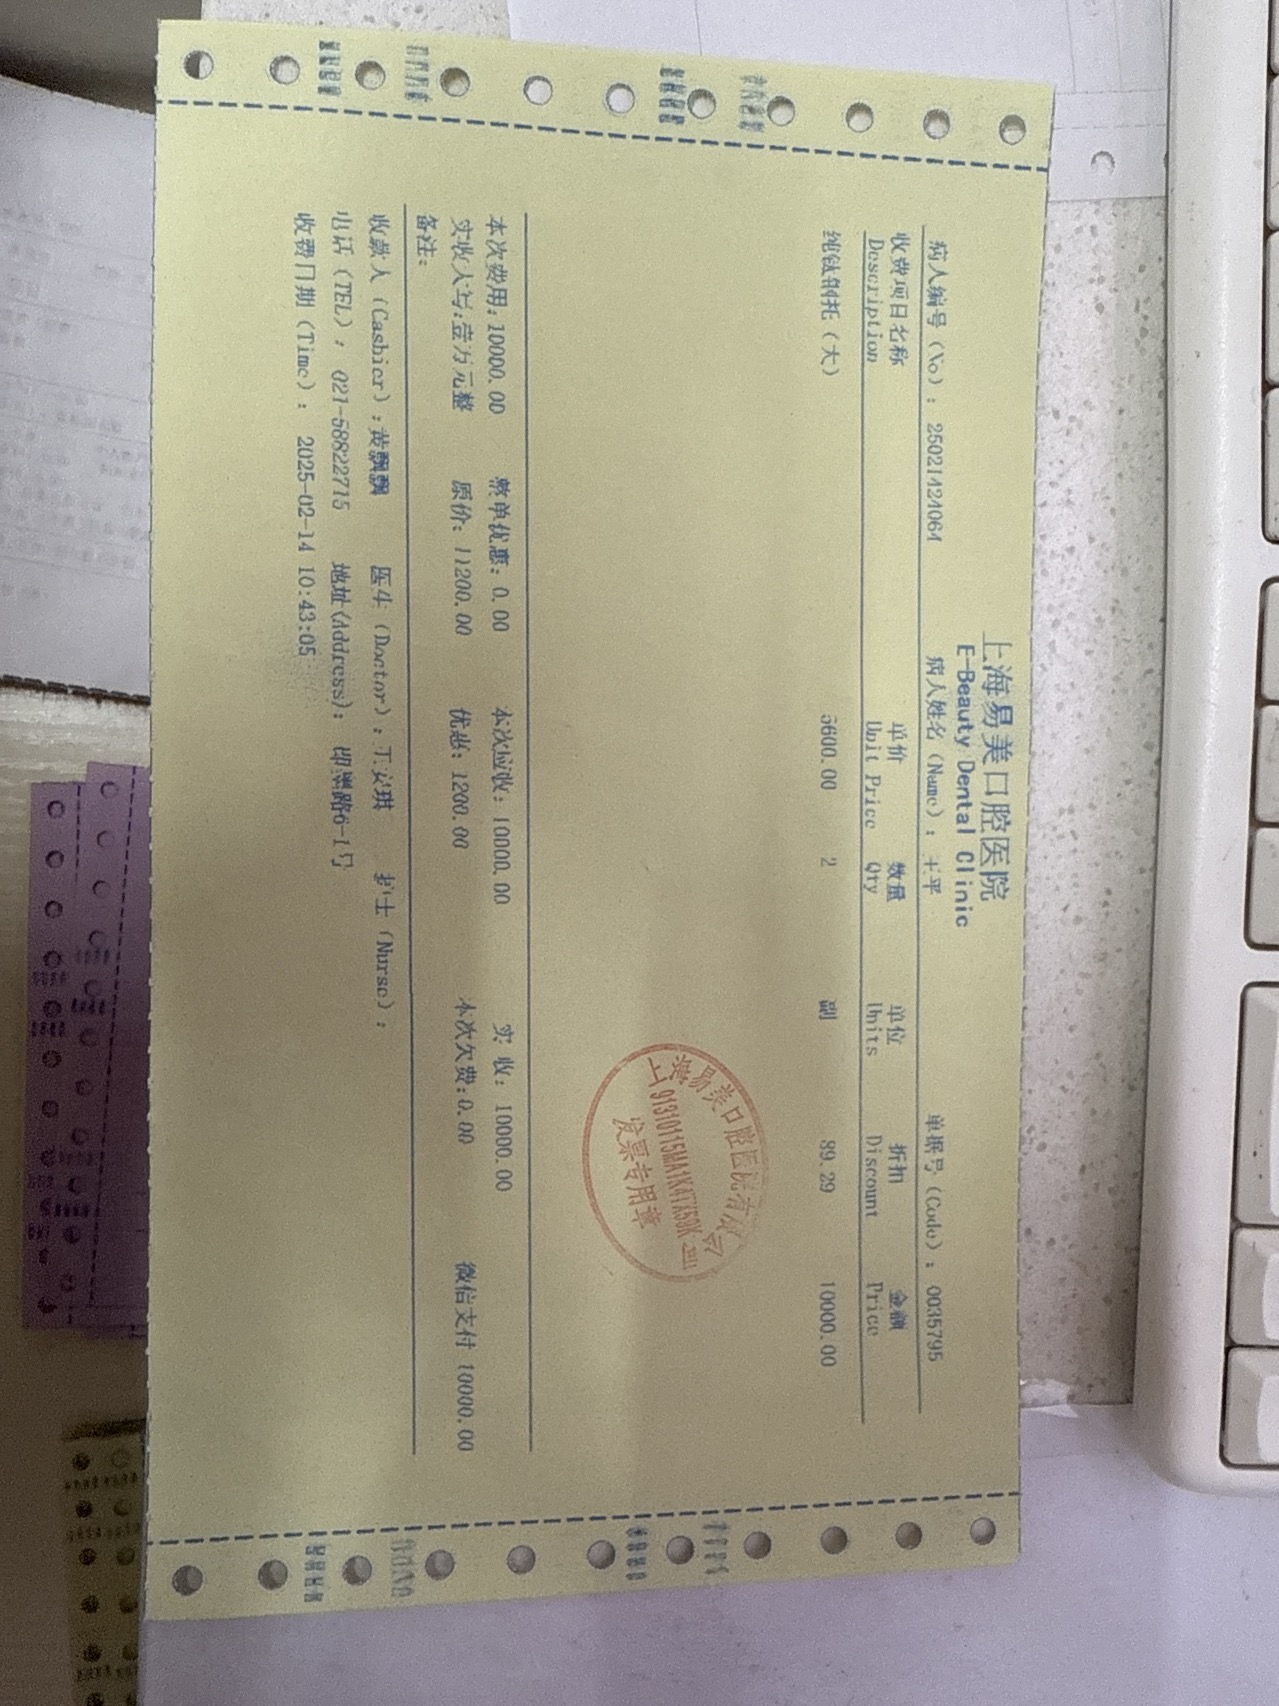 上海易美口腔医院
E-Beauty Dental Clinic
病人编号（No）：25021424064 病人姓名（Name）：王平 单据号（Code）：0035795
收费项目名称 单价 数量 单位 折扣 金额
Description Unit Price Qty Units Discount Price
纯钛钢托（大） 5600.00 2 副 89.29 10000.00
上海易美口腔医院有限公司
91310115MA1K4TX59K
发票专用章
本次费用：10000.00 整单优惠：0.00 本次应收：10000.00 实 收：10000.00
实收大写：壹万元整 原价：11200.00 优惠：1200.00 本次欠费：0.00 微信支付 10000.00
备注：
收款人（Cashier）：黄飘飘 医生（Doctor）：王安琪 护士（Nurse）：
电话（TEL）：021-58822715 地址(Address)：即墨路6-1号
收费日期（Time）：2025-02-14 10:43:05